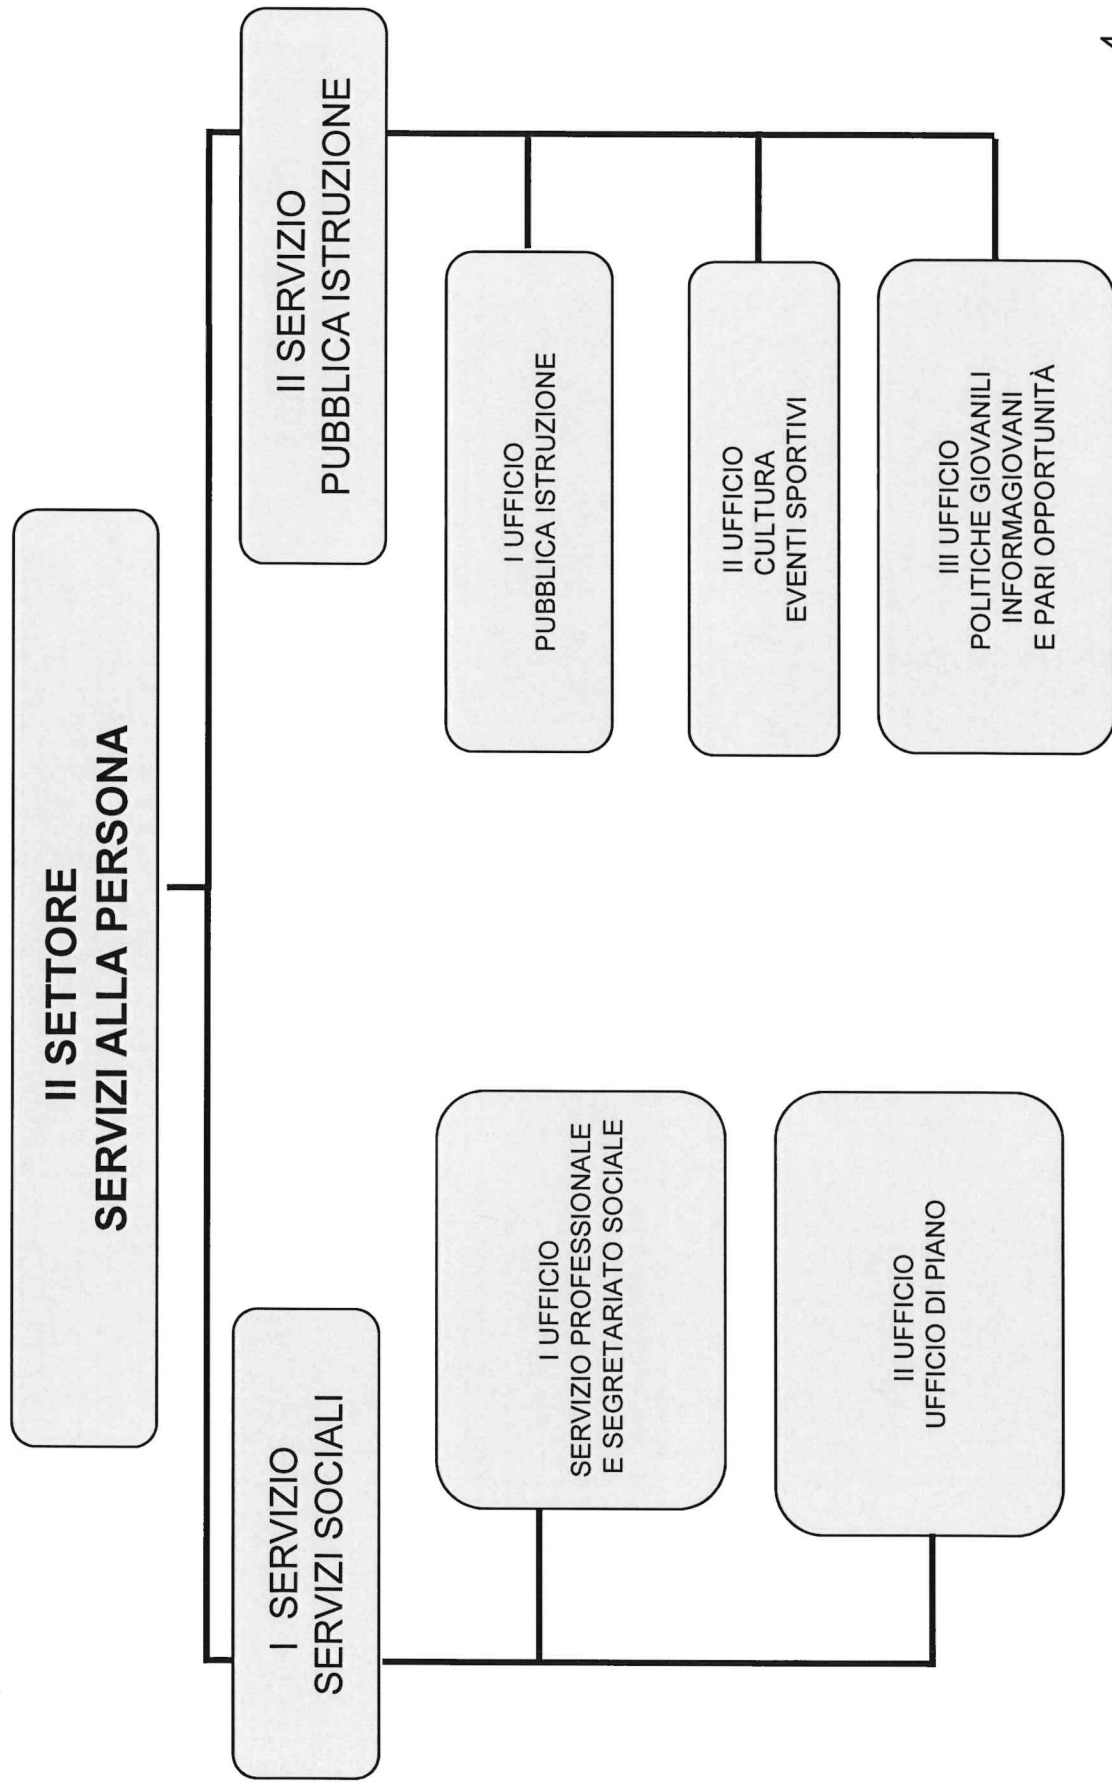 II SETTORE
SERVIZI ALLA PERSONA
I SERVIZIO
SERVIZI SOCIALI
II SERVIZIO
PUBBLICA ISTRUZIONE
I UFFICIO
SERVIZIO PROFESSIONALE
E SEGRETARIATO SOCIALE
II UFFICIO
UFFICIO DI PIANO
I UFFICIO
PUBBLICA ISTRUZIONE
II UFFICIO
CULTURA
EVENTI SPORTIVI
III UFFICIO
POLITICHE GIOVANILI
INFORMAGIOVANI
E PARI OPPORTUNITÀ